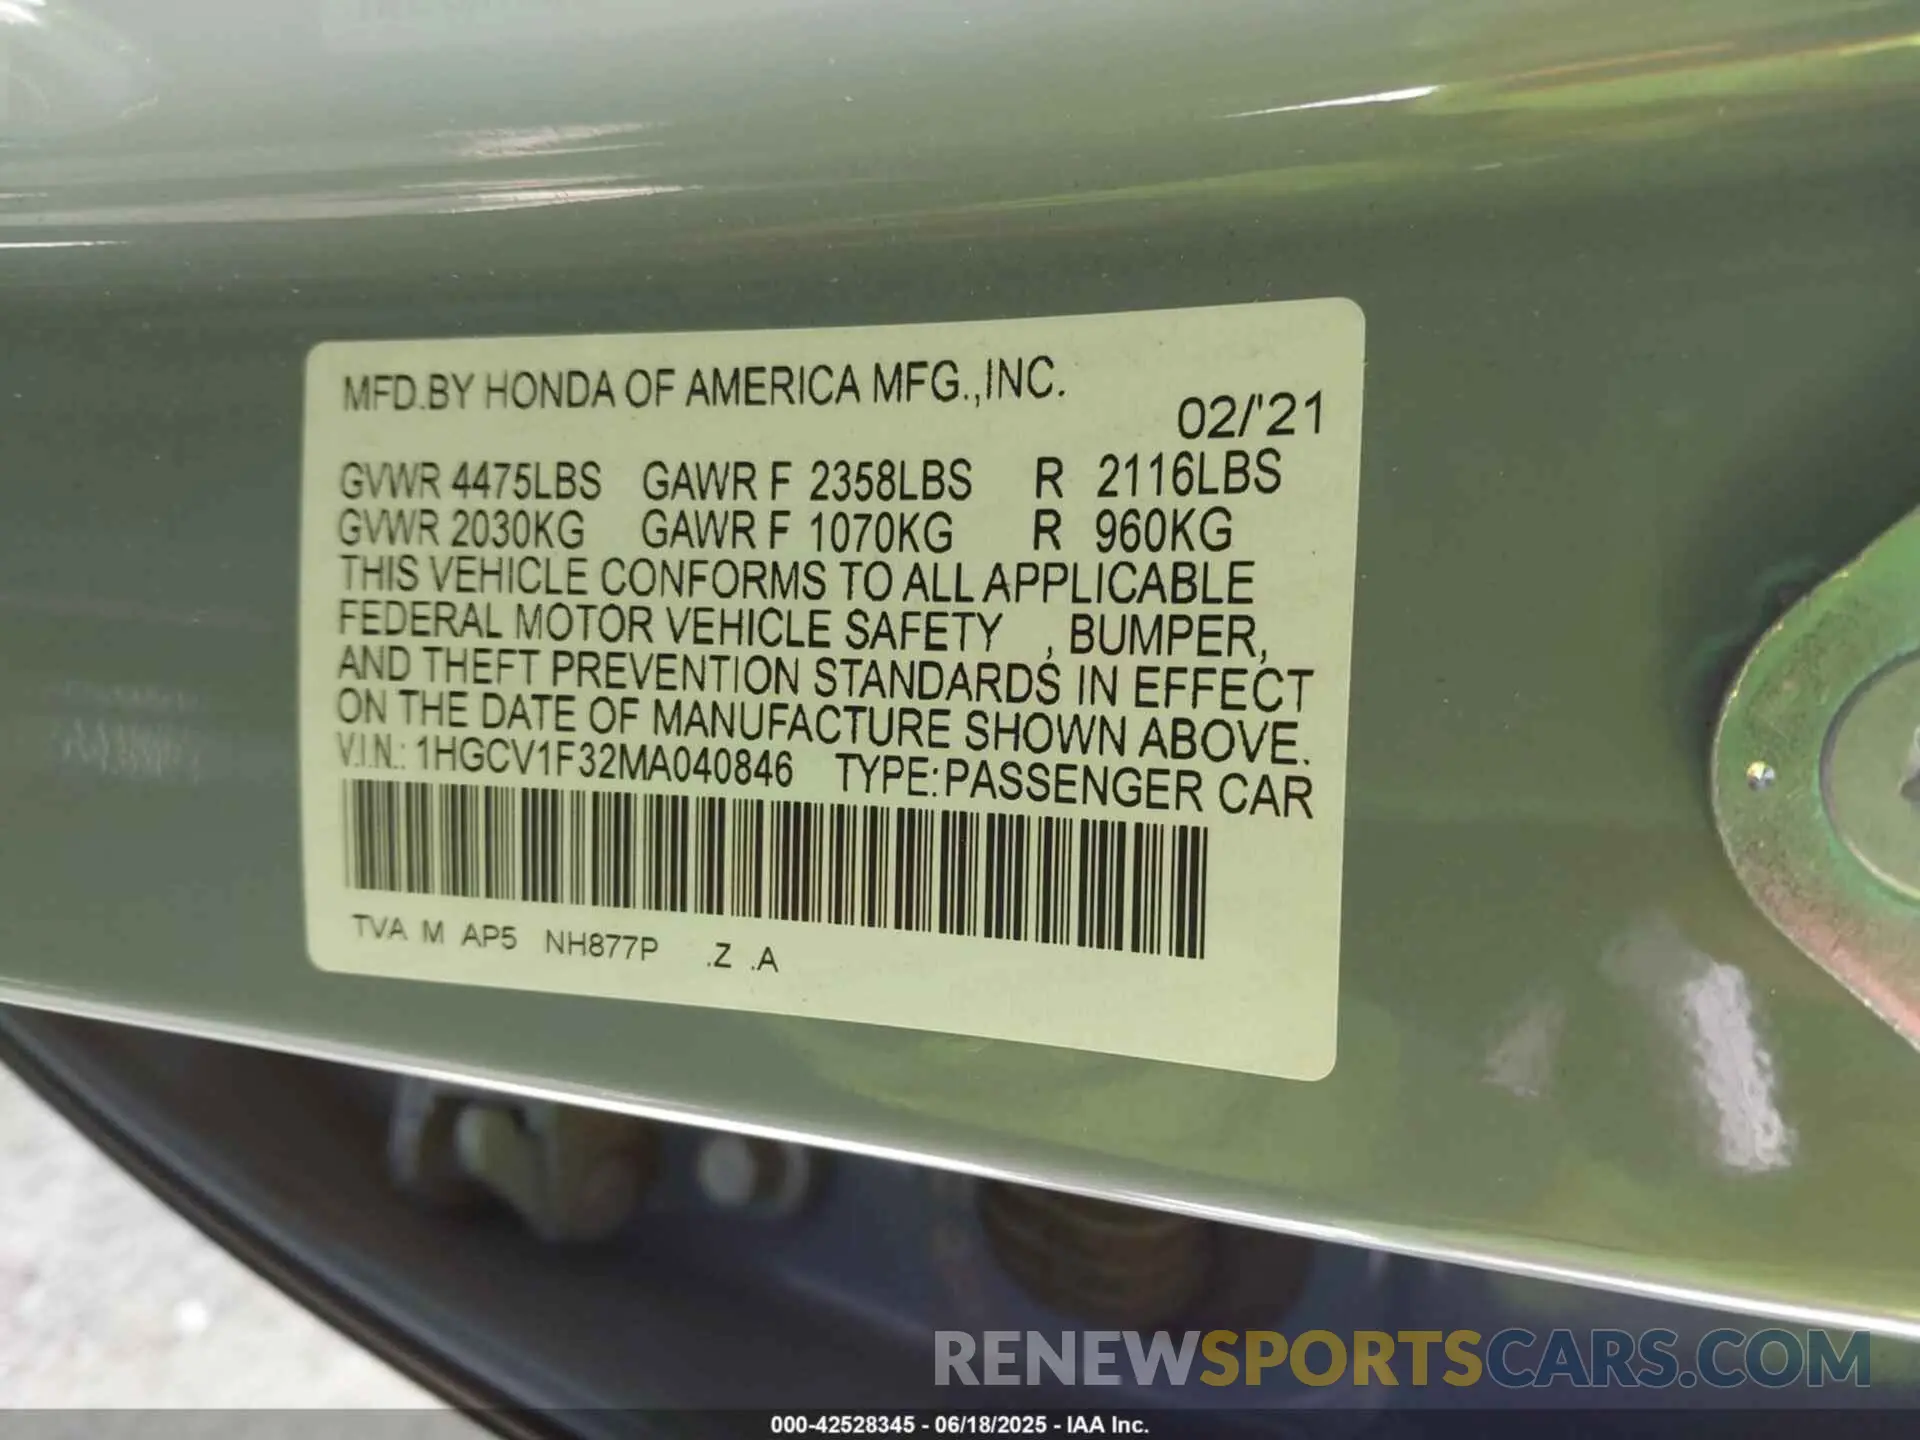 MFD.BY HONDA OF AMERICA MFG.,INC.
02/'21
GVWR 4475LBS GAWR F 2358LBS R 2116LBS
GVWR 2030KG GAWR F 1070KG R 960KG
THIS VEHICLE CONFORMS TO ALL APPLICABLE
FEDERAL MOTOR VEHICLE SAFETY , BUMPER,
AND THEFT PREVENTION STANDARDS IN EFFECT
ON THE DATE OF MANUFACTURE SHOWN ABOVE.
V.I.N.: 1HGCV1F32MA040846 TYPE:PASSENGER CAR
TVA M AP5 NH877P .Z .A
RENEWSPORTSCARS.COM
000-42528345 - 06/18/2025 - IAA Inc.